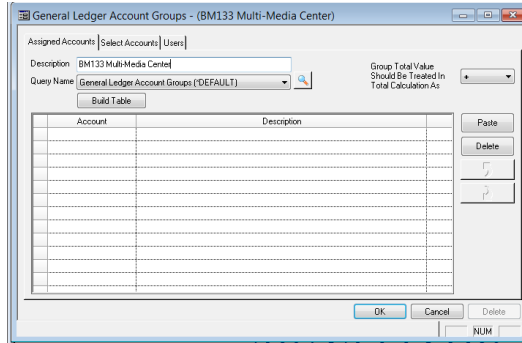 General Ledger Account Groups - (BM133 Multi-Media Center)
Assigned Accounts Select Accounts Users
Description BM133 Multi-Media Center
Group Total Value
Should Be Treated In
Total Calculation As
+
Query Name General Ledger Account Groups (*DEFAULT)
Build Table
Account Description
Paste
Delete
OK Cancel Delete
NUM